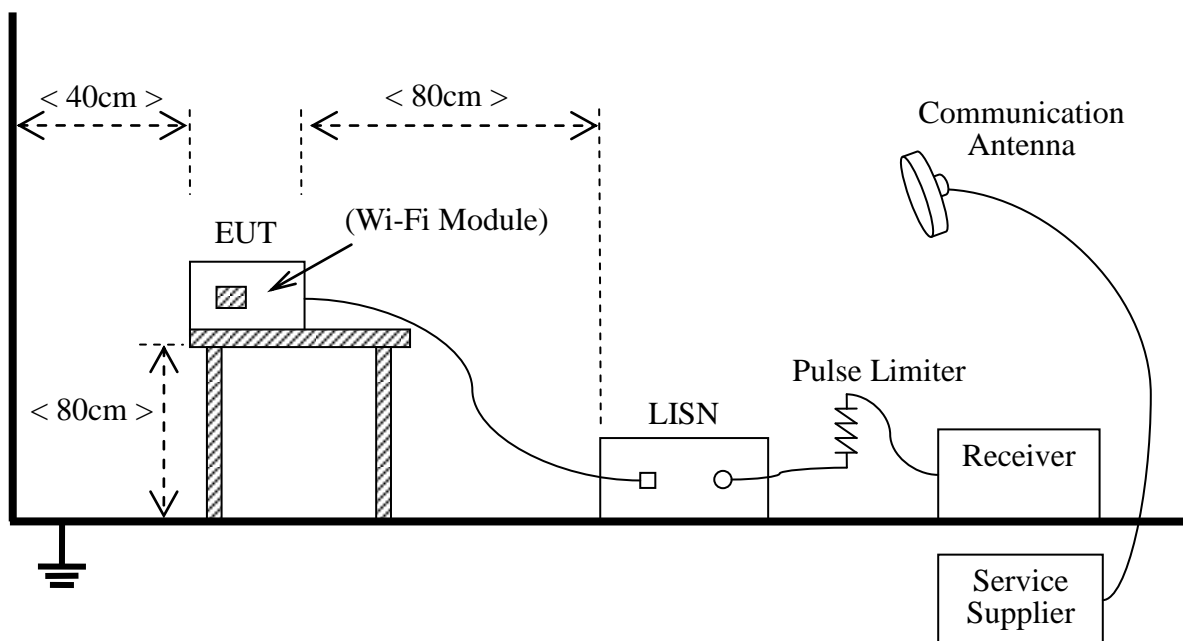 < 40cm >
< 80cm >
Communication
Antenna
(Wi-Fi Module)
EUT
Pulse Limiter
< 80cm >
LISN
Receiver
Service
Supplier